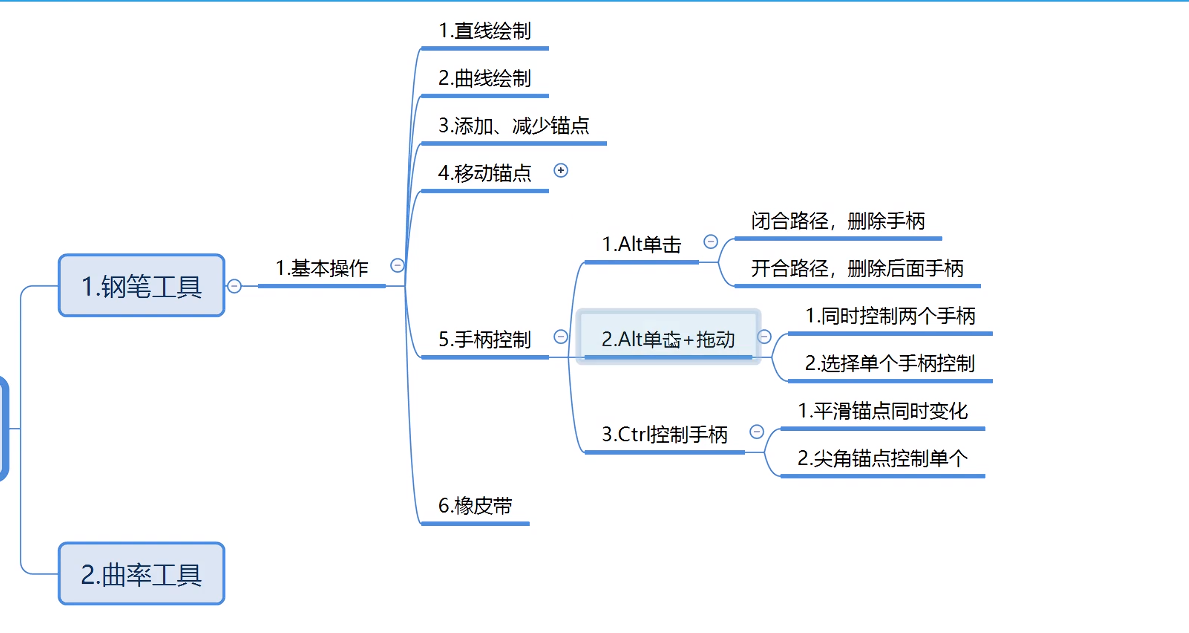 1.钢笔工具
1.基本操作
1.直线绘制
2.曲线绘制
3.添加、减少锚点
4.移动锚点
5.手柄控制
1.Alt单击
闭合路径，删除手柄
开合路径，删除后面手柄
2.Alt单击+拖动
1.同时控制两个手柄
2.选择单个手柄控制
3.Ctrl控制手柄
1.平滑锚点同时变化
2.尖角锚点控制单个
6.橡皮带
2.曲率工具